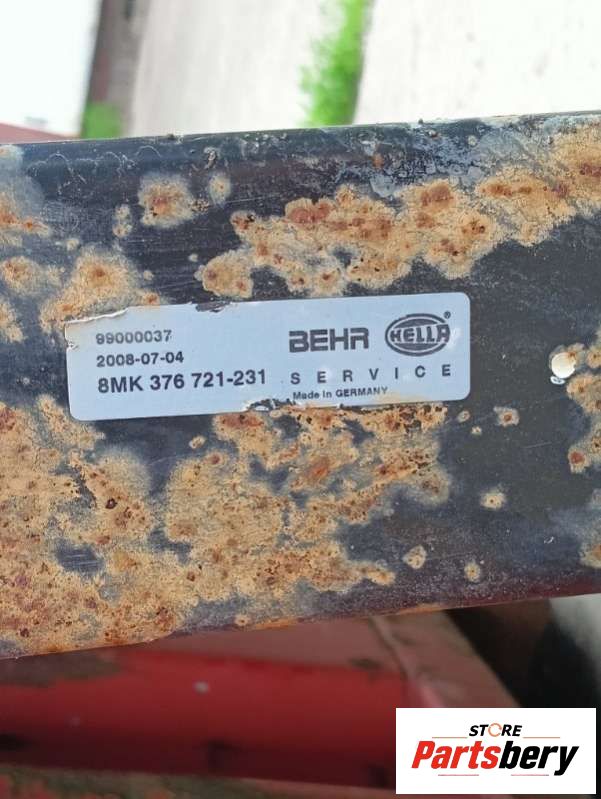 99000037
2008-07-04
8MK 376 721-231
BEHR HELLA ®
SERVICE
Made in GERMANY
STORE
Partsbery